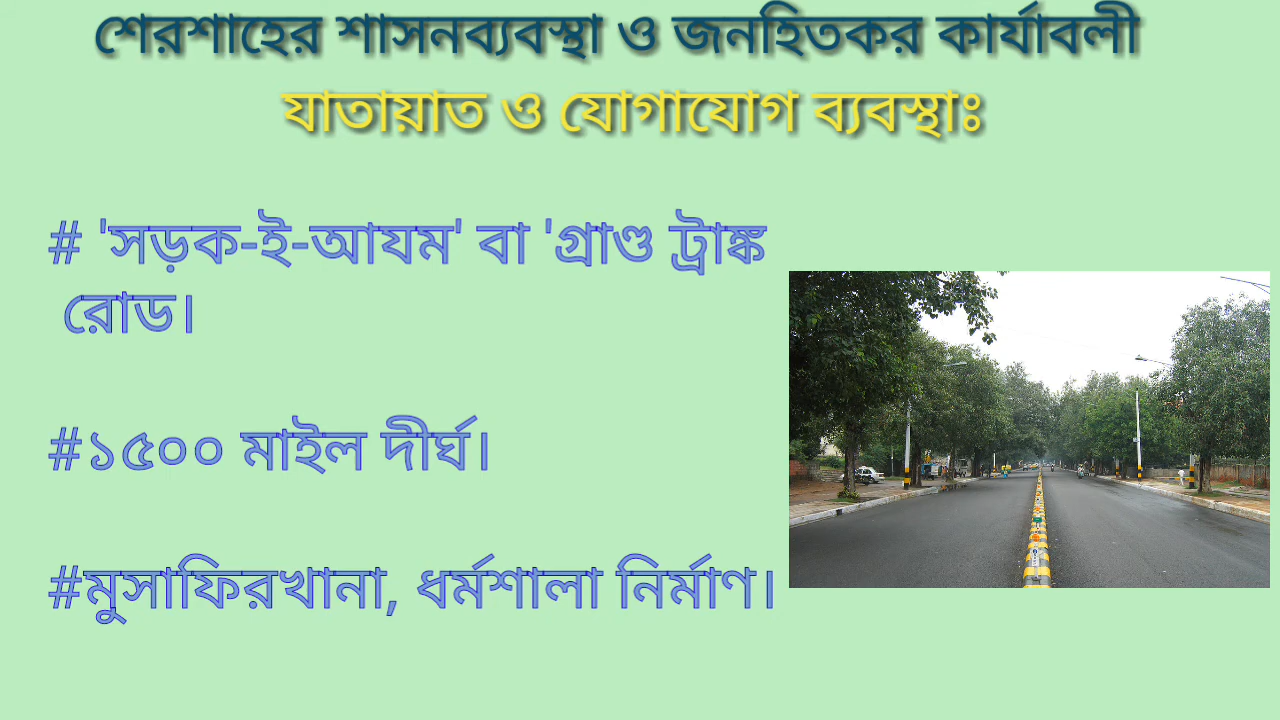 শেরশাহের শাসনব্যবস্থা ও জনহিতকর কার্যাবলী
যাতায়াত ও যোগাযোগ ব্যবস্থাঃ
# 'সড়ক-ই-আযম' বা 'গ্রাণ্ড ট্রাঙ্ক
রোড।
#১৫০০ মাইল দীর্ঘ।
#মুসাফিরখানা, ধর্মশালা নির্মাণ।